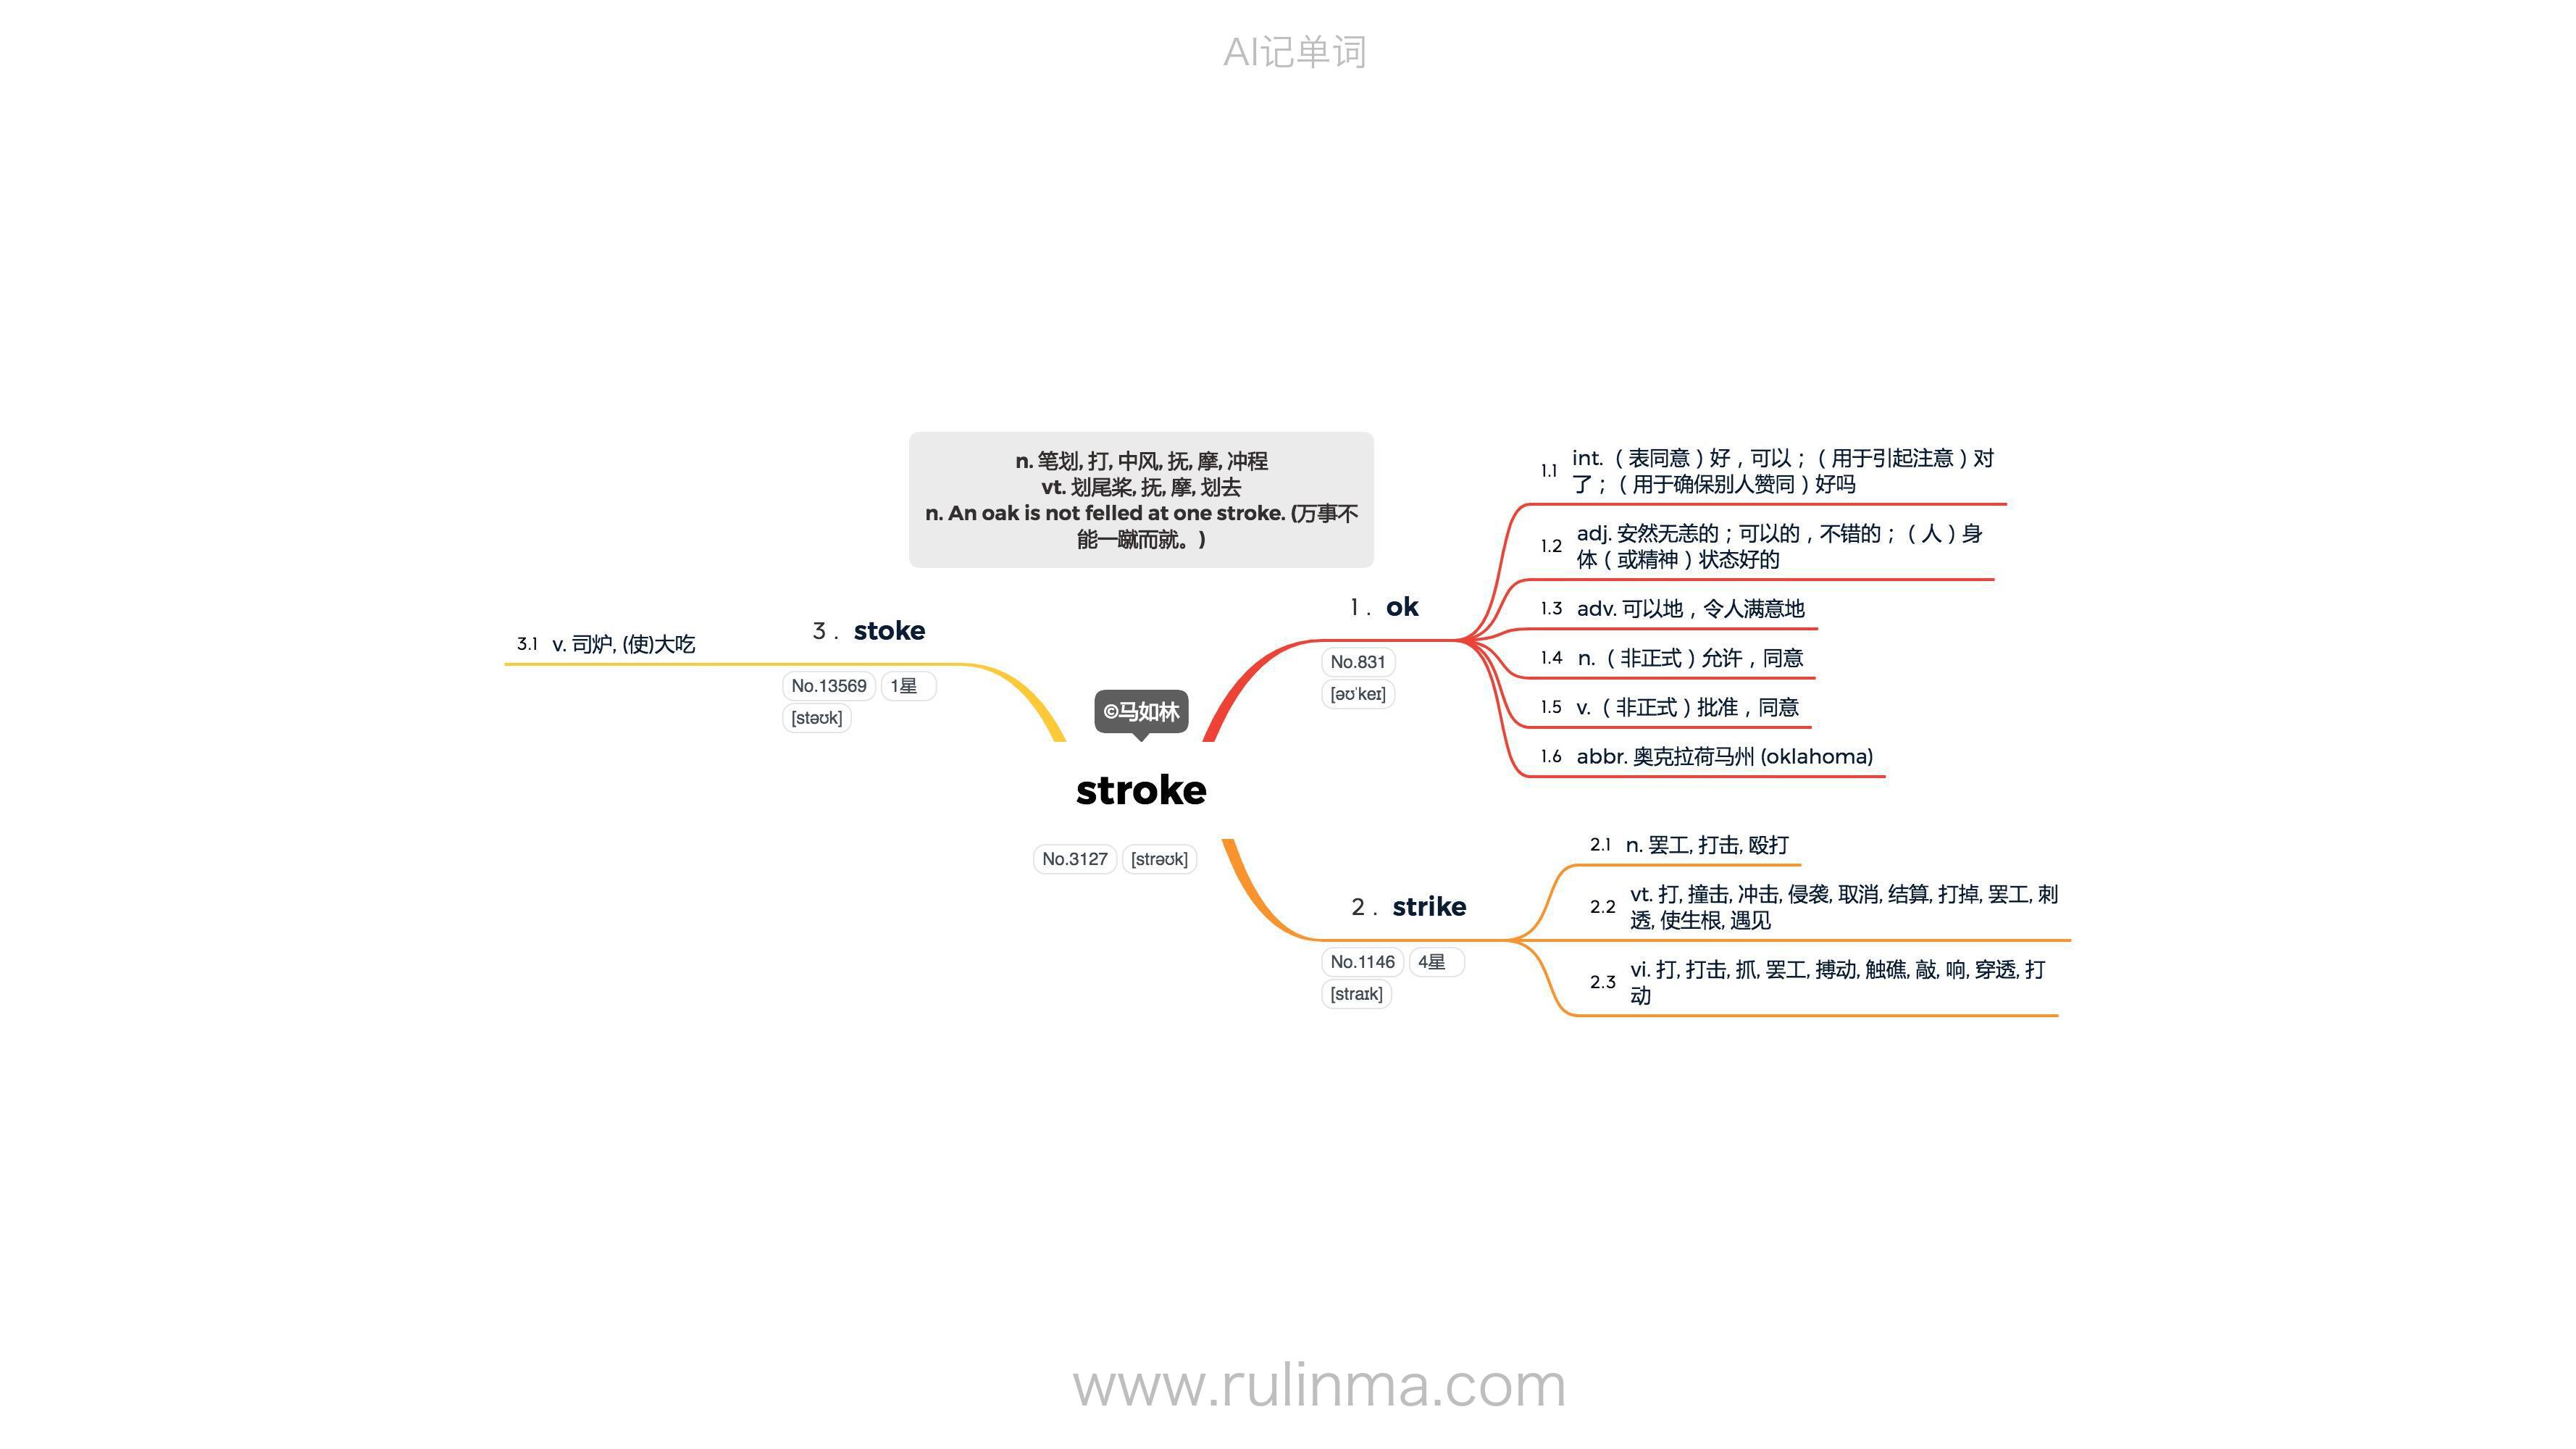 AI记单词
n. 笔划, 打, 中风, 抚, 摩, 冲程
vt. 划尾桨, 抚, 摩, 划去
n. An oak is not felled at one stroke. (万事不
能一蹴而就。)
©马如林
stroke
No.3127 [strəʊk]
1. ok
No.831
[əʊˈkeɪ]
1.1 int.（表同意）好，可以；（用于引起注意）对
了；（用于确保别人赞同）好吗
1.2 adj. 安然无恙的；可以的，不错的；（人）身
体（或精神）状态好的
1.3 adv. 可以地，令人满意地
1.4 n.（非正式）允许，同意
1.5 v.（非正式）批准，同意
1.6 abbr. 奥克拉荷马州 (oklahoma)
2. strike
No.1146 4星
[straɪk]
2.1 n. 罢工, 打击, 殴打
2.2 vt. 打, 撞击, 冲击, 侵袭, 取消, 结算, 打掉, 罢工, 刺
透, 使生根, 遇见
2.3 vi. 打, 打击, 抓, 罢工, 搏动, 触礁, 敲, 响, 穿透, 打
动
3. stoke
No.13569 1星
[stəʊk]
3.1 v. 司炉, (使)大吃
www.rulinma.com